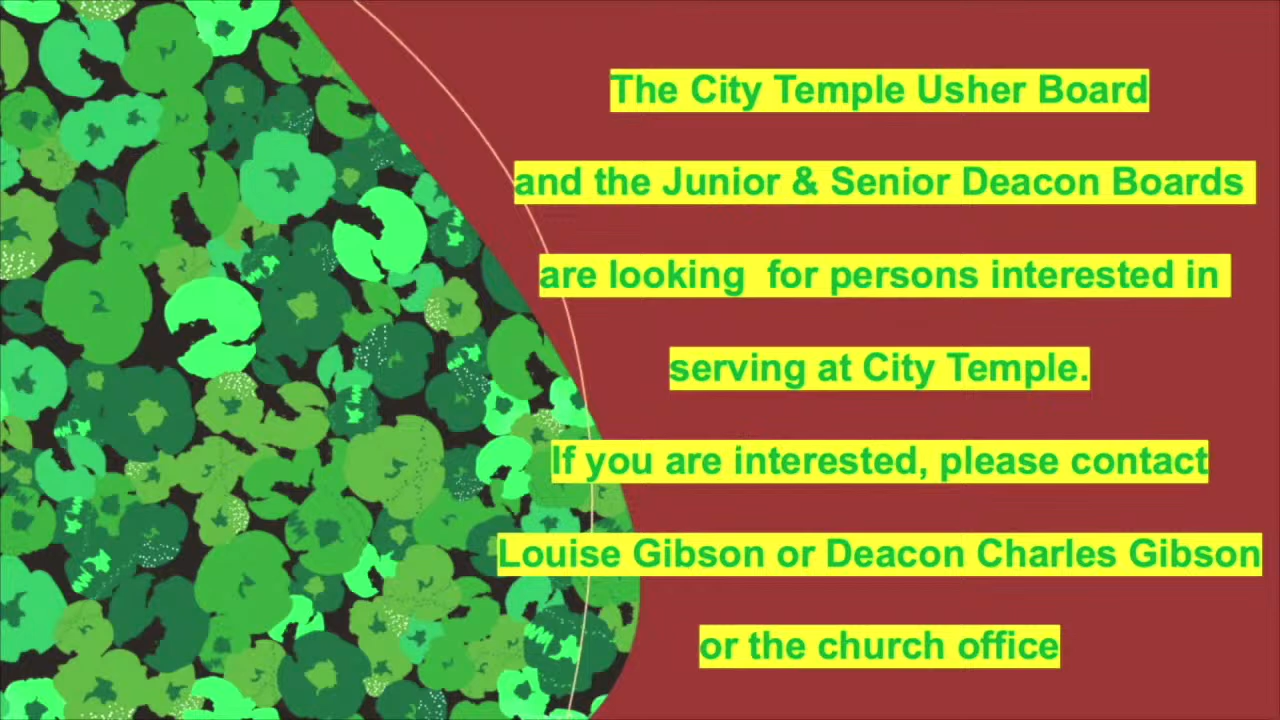 The City Temple Usher Board
and the Junior & Senior Deacon Boards
are looking  for persons interested in
serving at City Temple.
If you are interested, please contact
Louise Gibson or Deacon Charles Gibson
or the church office